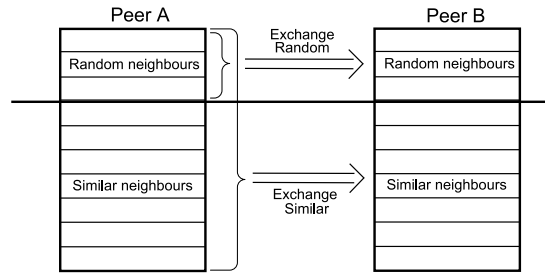 Peer A
Peer B
Exchange
Random
Random neighbours
Random neighbours
Similar neighbours
Similar neighbours
Exchange
Similar